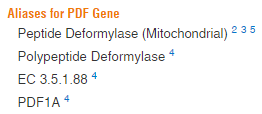 Aliases for PDF Gene
Peptide Deformylase (Mitochondrial) 2 3 5
Polypeptide Deformylase 4
EC 3.5.1.88 4
PDF1A 4